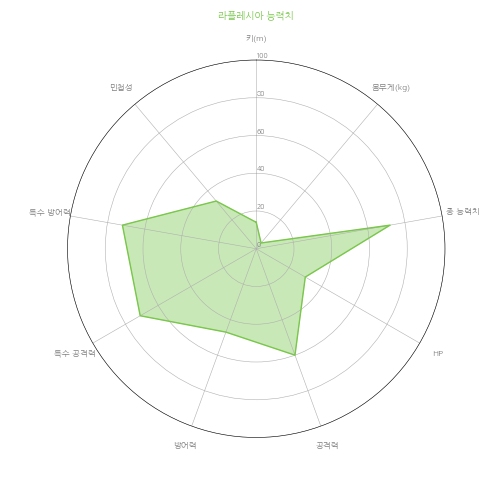 라플레시아 능력치
키(m)
100
민첩성
몸무게(kg)
80
60
40
특수 방어력
20
총 능력치
0
특수 공격력
HP
방어력
공격력